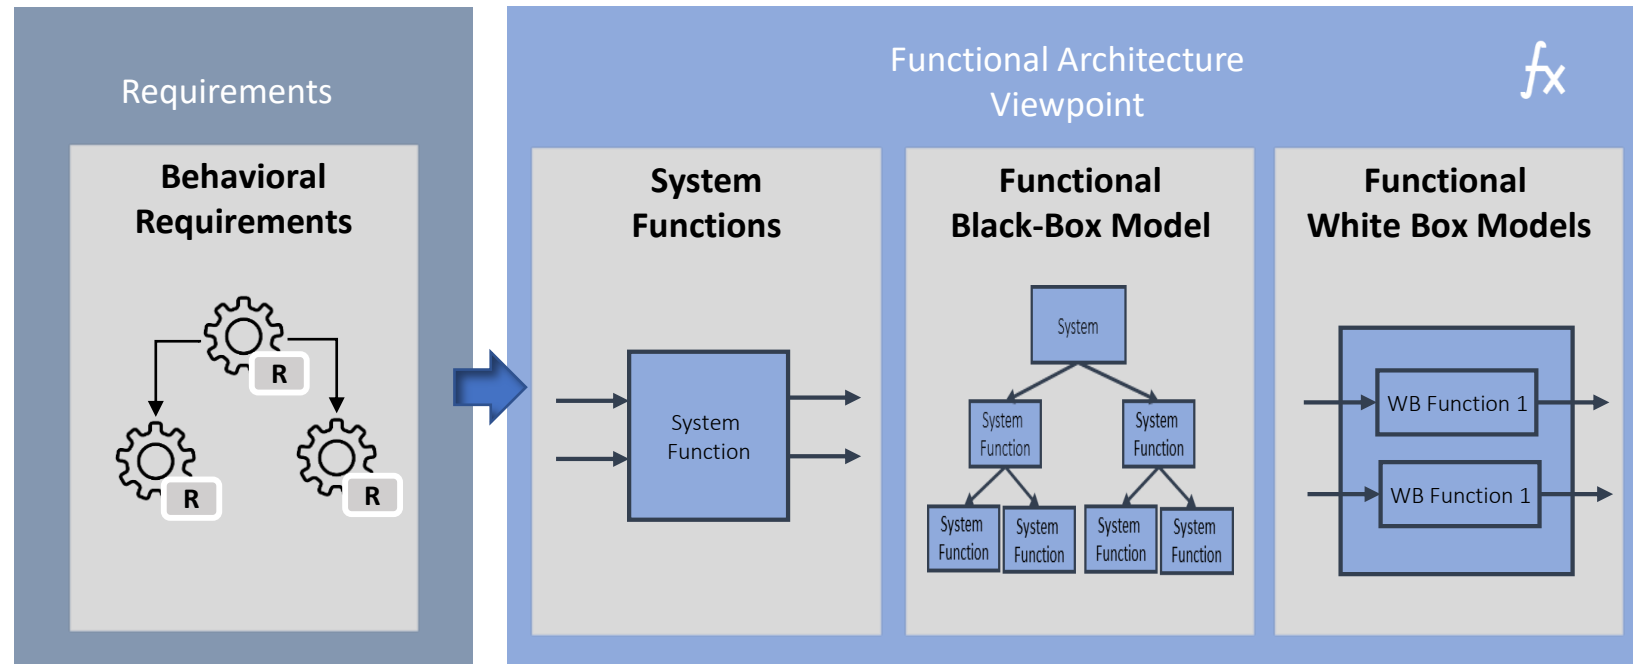 Requirements
Behavioral
Requirements
R
R
R
Functional Architecture
Viewpoint
fx
System
Functions
System
Function
Functional
Black-Box Model
System
System
Function
System
Function
System
Function
System
Function
System
Function
System
Function
Functional
White Box Models
WB Function 1
WB Function 1